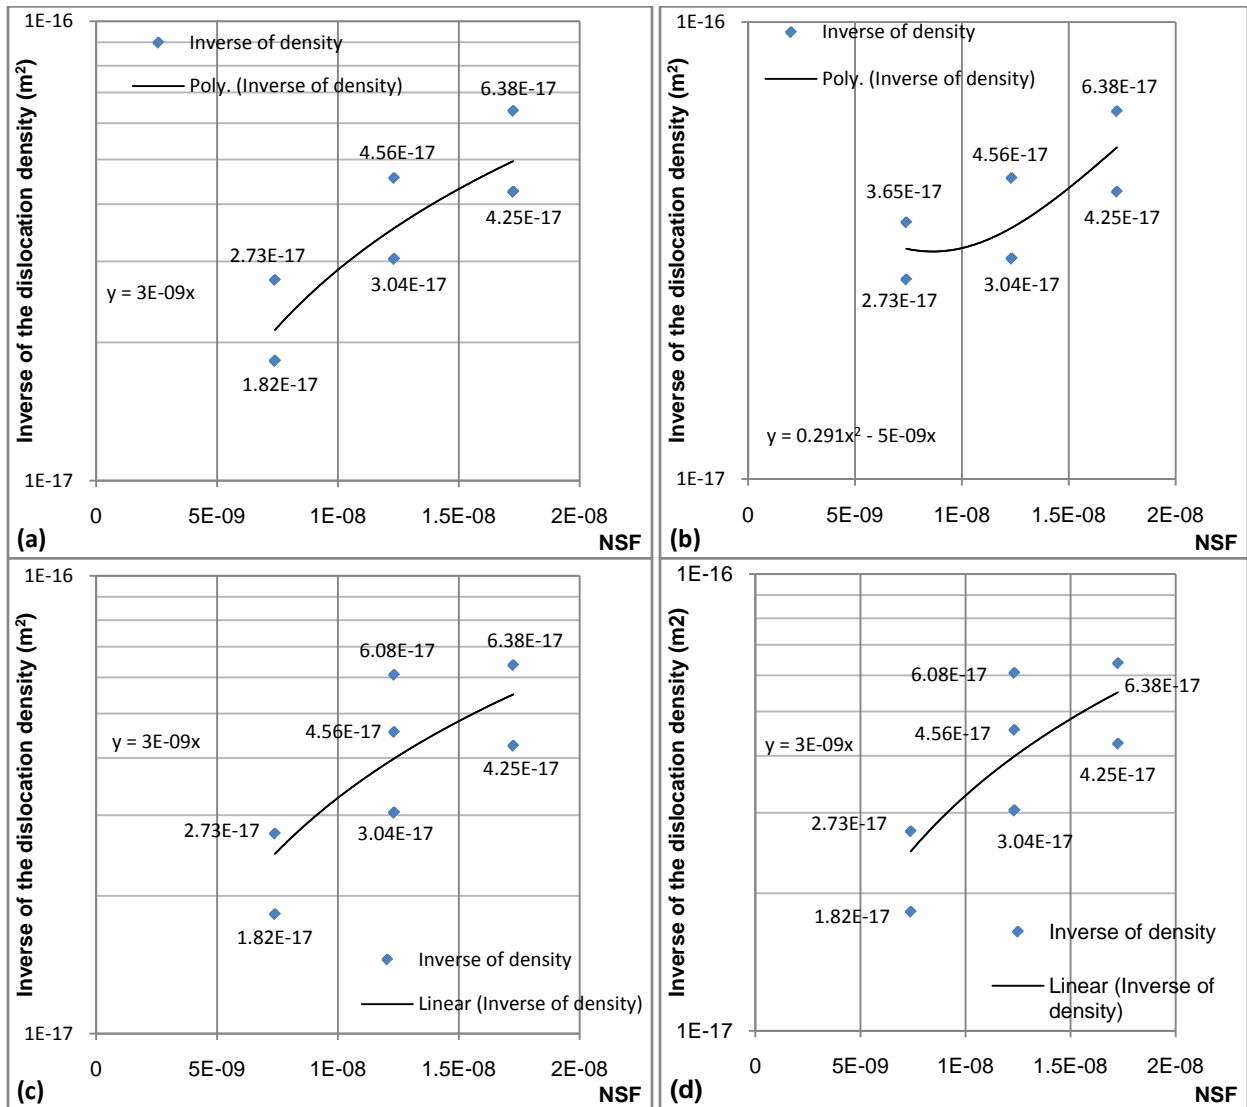 1E-16
Inverse of density
Poly. (Inverse of density)
6.38E-17
4.56E-17
4.25E-17
2.73E-17
3.04E-17
y = 3E-09x
1.82E-17
Inverse of the dislocation density (m²)
1E-17
0 5E-09 1E-08 1.5E-08 2E-08
(a) NSF
1E-16
Inverse of density
Poly. (Inverse of density)
6.38E-17
4.56E-17
3.65E-17
4.25E-17
2.73E-17
3.04E-17
y = 0.291x² - 5E-09x
Inverse of the dislocation density (m²)
1E-17
0 5E-09 1E-08 1.5E-08 2E-08
(b) NSF
1E-16
6.38E-17
6.08E-17
4.56E-17
y = 3E-09x
4.25E-17
2.73E-17
3.04E-17
1.82E-17
Inverse of density
Linear (Inverse of density)
Inverse of the dislocation density (m²)
1E-17
0 5E-09 1E-08 1.5E-08 2E-08
(c) NSF
1E-16
6.08E-17
6.38E-17
4.56E-17
y = 3E-09x
4.25E-17
2.73E-17
3.04E-17
1.82E-17
Inverse of density
Linear (Inverse of
density)
Inverse of the dislocation density (m2)
1E-17
0 5E-09 1E-08 1.5E-08 2E-08
(d) NSF